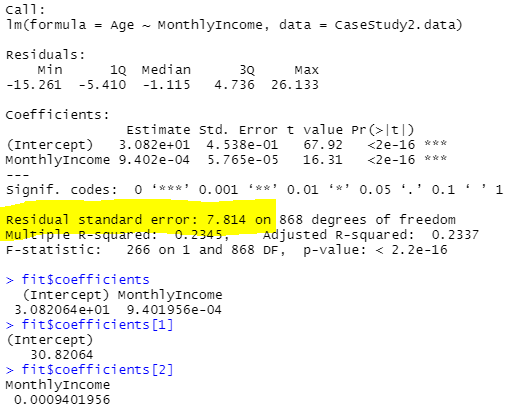 Call:
lm(formula = Age ~ MonthlyIncome, data = CaseStudy2.data)
Residuals:
Min 1Q Median 3Q Max
-15.261 -5.410 -1.115 4.736 26.133
Coefficients:
Estimate Std. Error t value Pr(>|t|)
(Intercept) 3.082e+01 4.538e-01 67.92 <2e-16 ***
MonthlyIncome 9.402e-04 5.765e-05 16.31 <2e-16 ***
---
Signif. codes: 0 ‘***’ 0.001 ‘**’ 0.01 ‘*’ 0.05 ‘.’ 0.1 ‘ ’ 1
Residual standard error: 7.814 on 868 degrees of freedom
Multiple R-squared: 0.2345, Adjusted R-squared: 0.2337
F-statistic: 266 on 1 and 868 DF, p-value: < 2.2e-16
> fit$coefficients
(Intercept) MonthlyIncome
3.082064e+01 9.401956e-04
> fit$coefficients[1]
(Intercept)
30.82064
> fit$coefficients[2]
MonthlyIncome
0.0009401956